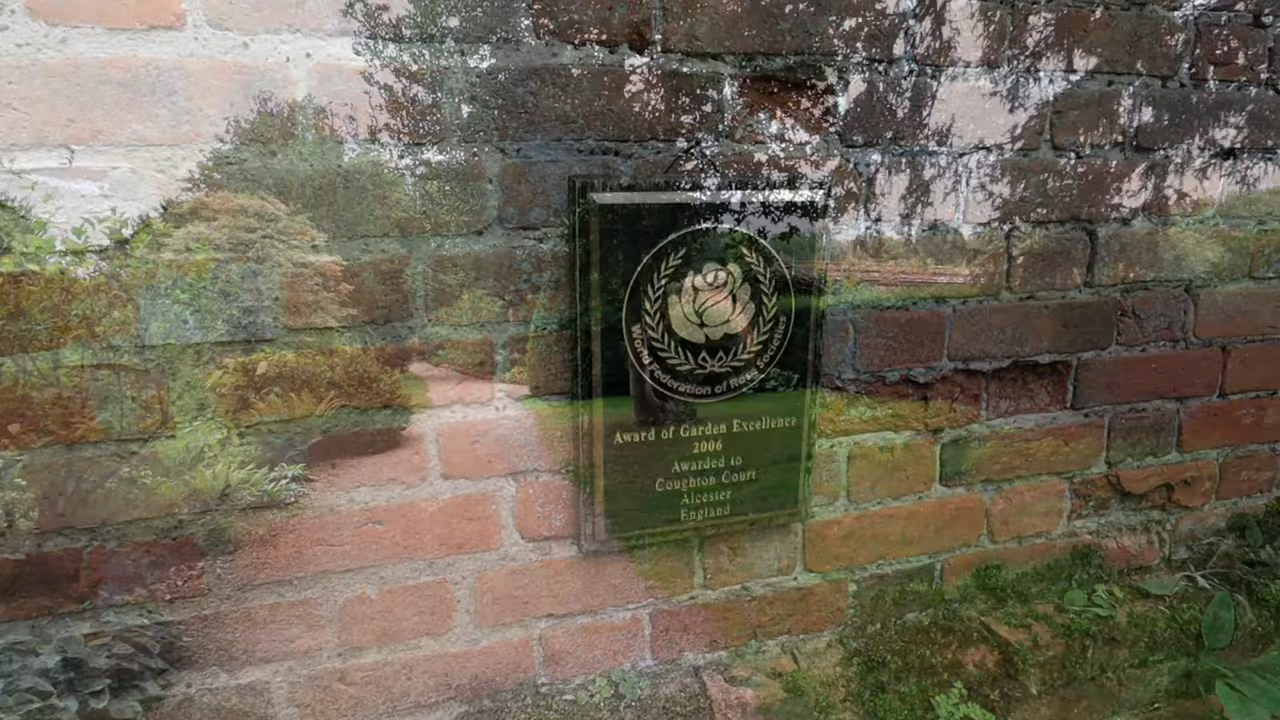 World Federation of Rose Societies
Award of Garden Excellence
2006
Awarded to
Coughton Court
Alcester
England